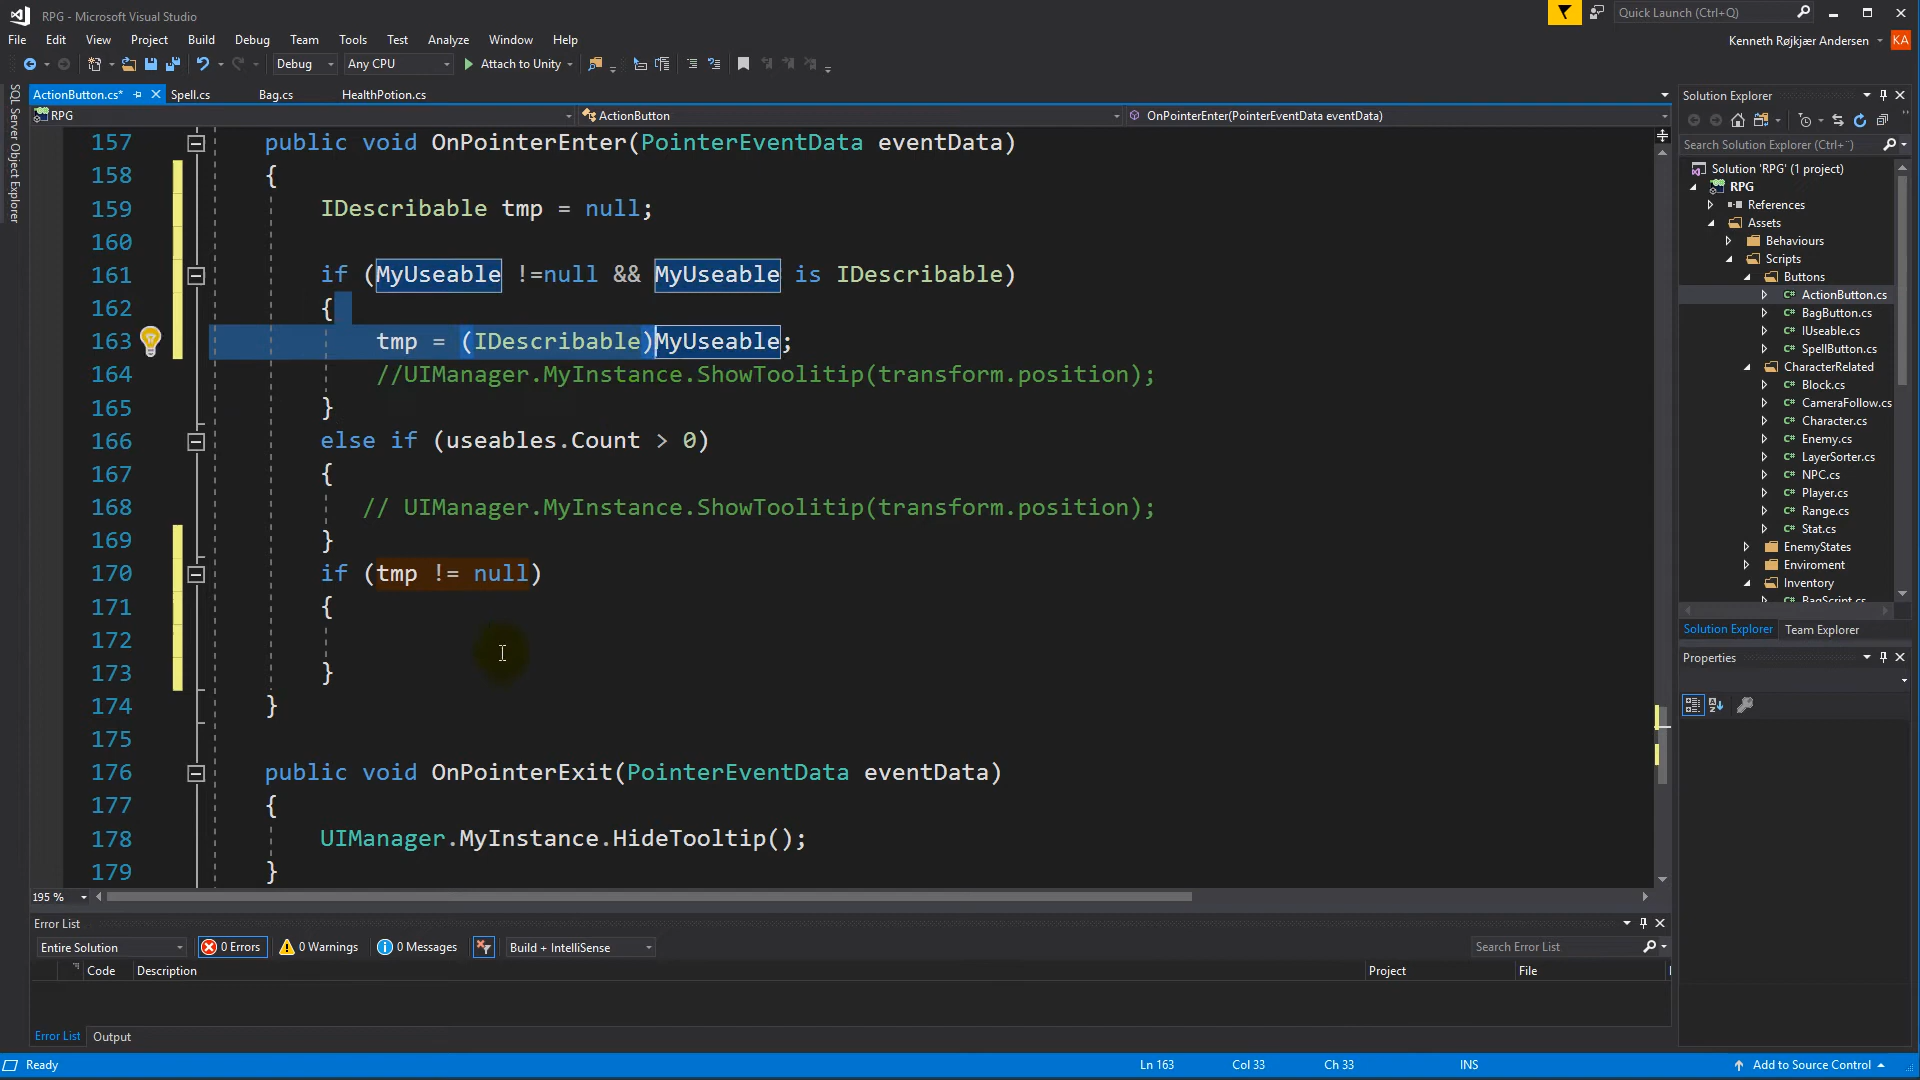 RPG - Microsoft Visual Studio
Quick Launch (Ctrl+Q)
File Edit View Project Build Debug Team Tools Test Analyze Window Help
Kenneth Røjkjær Andersen
KA
Debug
Any CPU
Attach to Unity
ActionButton.cs*
Spell.cs
Bag.cs
HealthPotion.cs
RPG
ActionButton
OnPointerEnter(PointerEventData eventData)
SQL Server Object Explorer
157 public void OnPointerEnter(PointerEventData eventData)
158 {
159 IDescribable tmp = null;
160
161 if (MyUseable !=null && MyUseable is IDescribable)
162 {
163 tmp = (IDescribable)MyUseable;
164 //UIManager.MyInstance.ShowToolitip(transform.position);
165 }
166 else if (useables.Count > 0)
167 {
168 // UIManager.MyInstance.ShowToolitip(transform.position);
169 }
170 if (tmp != null)
171 {
172
173 }
174 }
175
176 public void OnPointerExit(PointerEventData eventData)
177 {
178 UIManager.MyInstance.HideTooltip();
179 }
195 %
Solution Explorer
Search Solution Explorer (Ctrl+¨)
Solution 'RPG' (1 project)
RPG
References
Assets
Behaviours
Scripts
Buttons
C# ActionButton.cs
C# BagButton.cs
C# IUseable.cs
C# SpellButton.cs
CharacterRelated
C# Block.cs
C# CameraFollow.cs
C# Character.cs
C# Enemy.cs
C# LayerSorter.cs
C# NPC.cs
C# Player.cs
C# Range.cs
C# Stat.cs
EnemyStates
Enviroment
Inventory
C# BagScript.cs
Solution Explorer
Team Explorer
Properties
Error List
Entire Solution
0 Errors
0 Warnings
0 Messages
Build + IntelliSense
Search Error List
Code
Description
Project
File
Error List
Output
Ready
Ln 163
Col 33
Ch 33
INS
Add to Source Control